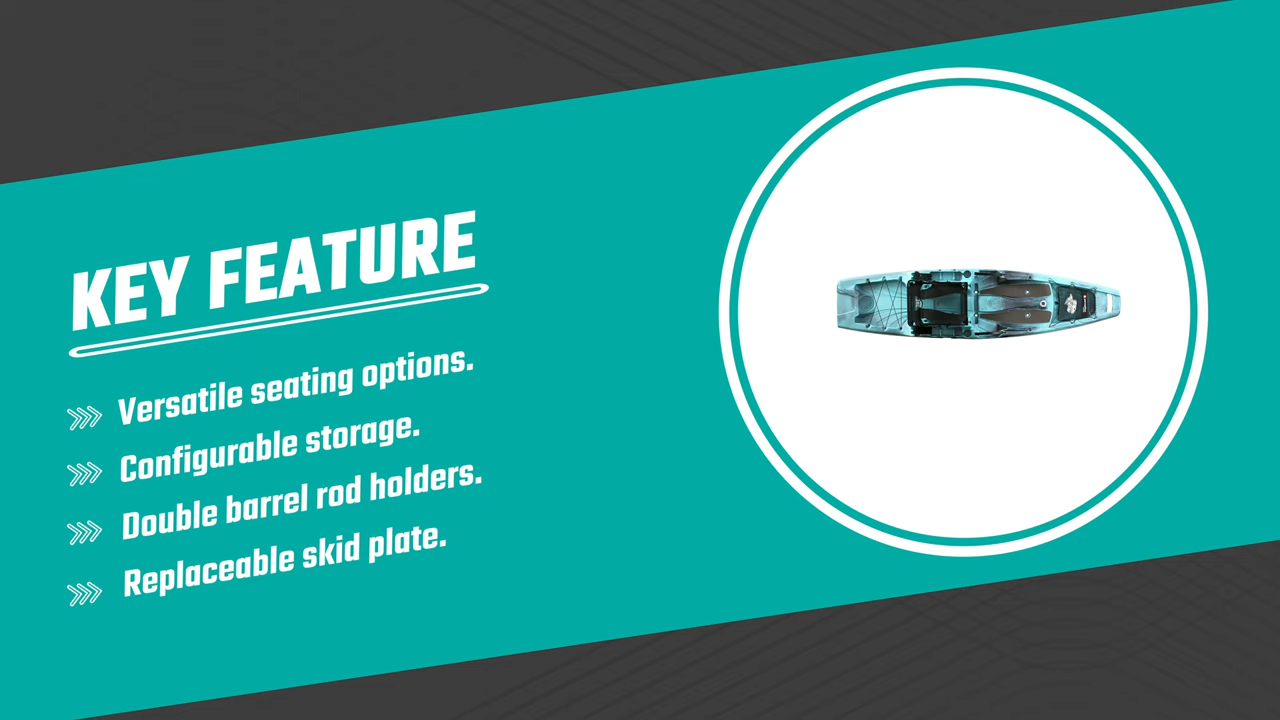 KEY FEATURE
Versatile seating options.
Configurable storage.
Double barrel rod holders.
Replaceable skid plate.